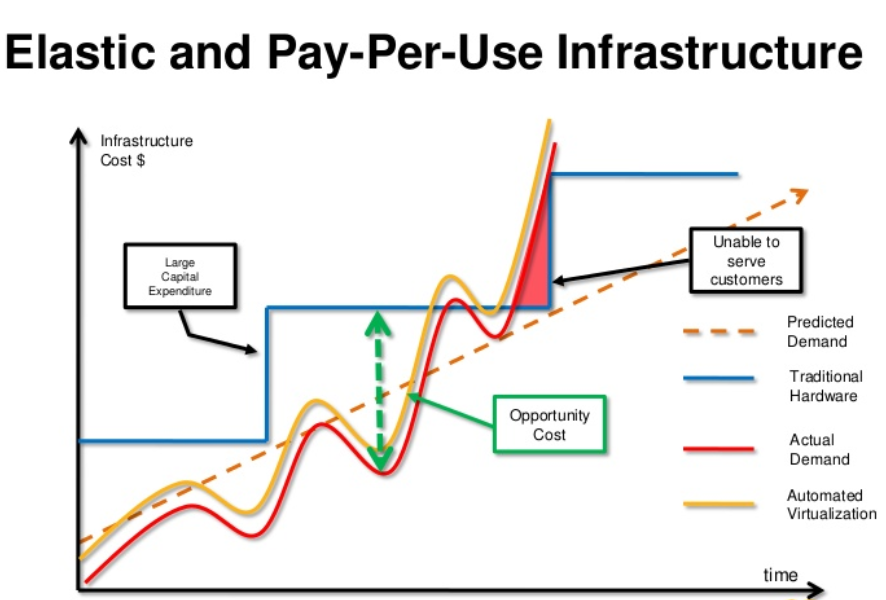 Elastic and Pay-Per-Use Infrastructure
Infrastructure
Cost $
Large
Capital
Expenditure
Unable to
serve
customers
Predicted
Demand
Traditional
Hardware
Opportunity
Cost
Actual
Demand
Automated
Virtualization
time